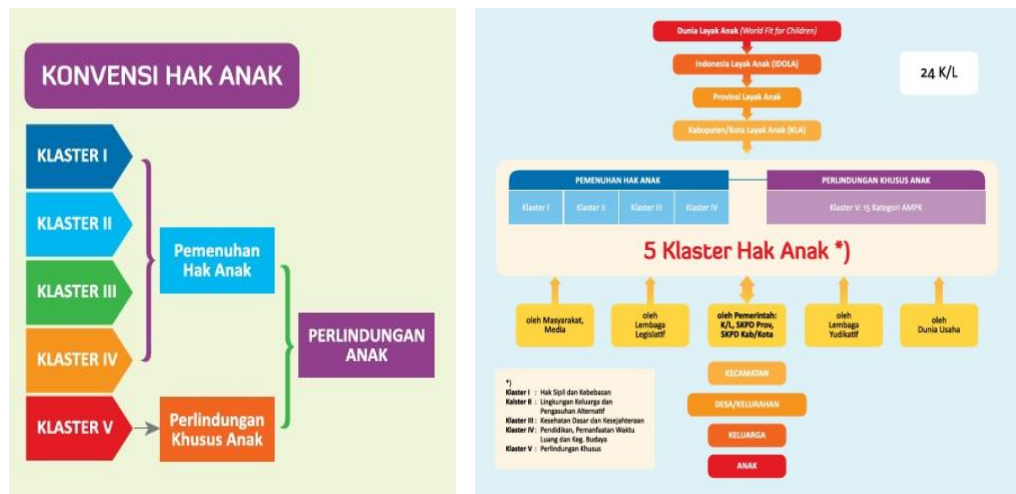 KONVENSI HAK ANAK
KLASTER I
KLASTER II
KLASTER III
KLASTER IV
KLASTER V
Pemenuhan
Hak Anak
Perlindungan
Khusus Anak
PERLINDUNGAN
ANAK
Dunia Layak Anak (World Fit for Children)
Indonesia Layak Anak (IDOLA)
Provinsi Layak Anak
Kabupaten/Kota Layak Anak (KLA)
24 K/L
PEMENUHAN HAK ANAK
PERLINDUNGAN KHUSUS ANAK
Klaster I
Klaster II
Klaster III
Klaster IV
Klaster V: 15 Kategori AMPK
5 Klaster Hak Anak *)
oleh Masyarakat,
Media
oleh
Lembaga
Legislatif
oleh Pemerintah:
K/L, SKPD Prov,
SKPD Kab/Kota
oleh
Lembaga
Yudikatif
oleh
Dunia Usaha
*)
Klaster I : Hak Sipil dan Kebebasan
Kalster II : Lingkungan Keluarga dan
Pengasuhan Alternatif
Klaster III : Kesehatan Dasar dan Kesejahteraan
Klaster IV : Pendidikan, Pemanfaatan Waktu
Luang dan Keg. Budaya
Klaster V : Perlindungan Khusus
KECAMATAN
DESA/KELURAHAN
KELUARGA
ANAK